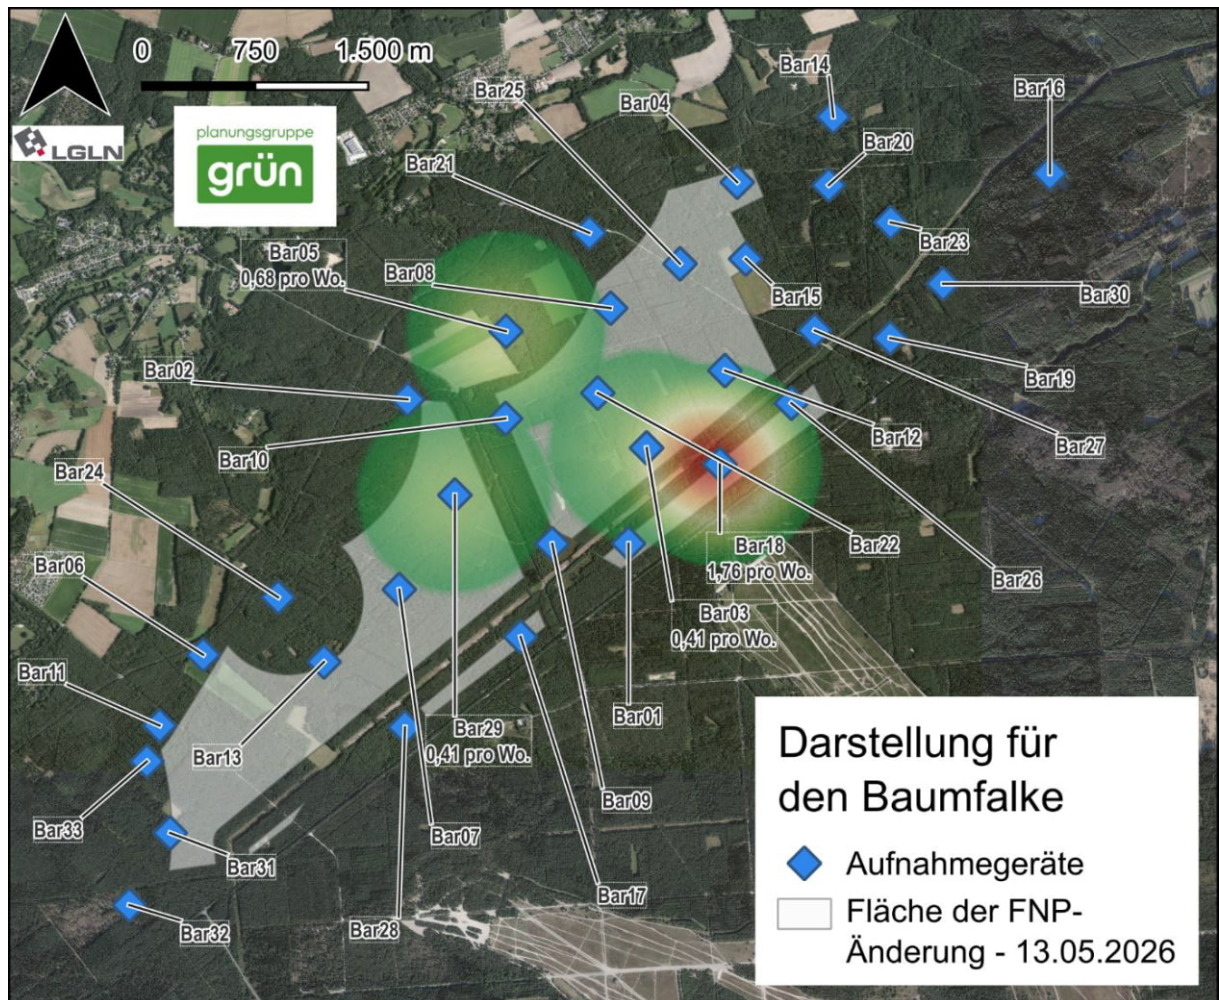 0 750 1.500 m
LGLN
planungsgruppe
grün
Bar14
Bar16
Bar25
Bar04
Bar20
Bar21
Bar23
Bar05
0,68 pro Wo.
Bar08
Bar15
Bar30
Bar02
Bar19
Bar10
Bar12
Bar27
Bar24
Bar22
Bar18
1,76 pro Wo.
Bar26
Bar06
Bar03
0,41 pro Wo.
Bar11
Bar01
Bar29
0,41 pro Wo.
Bar13
Bar09
Bar33
Bar07
Bar31
Bar17
Bar28
Bar32
Darstellung für
den Baumfalke
Aufnahmegeräte
Fläche der FNP-
Änderung - 13.05.2026